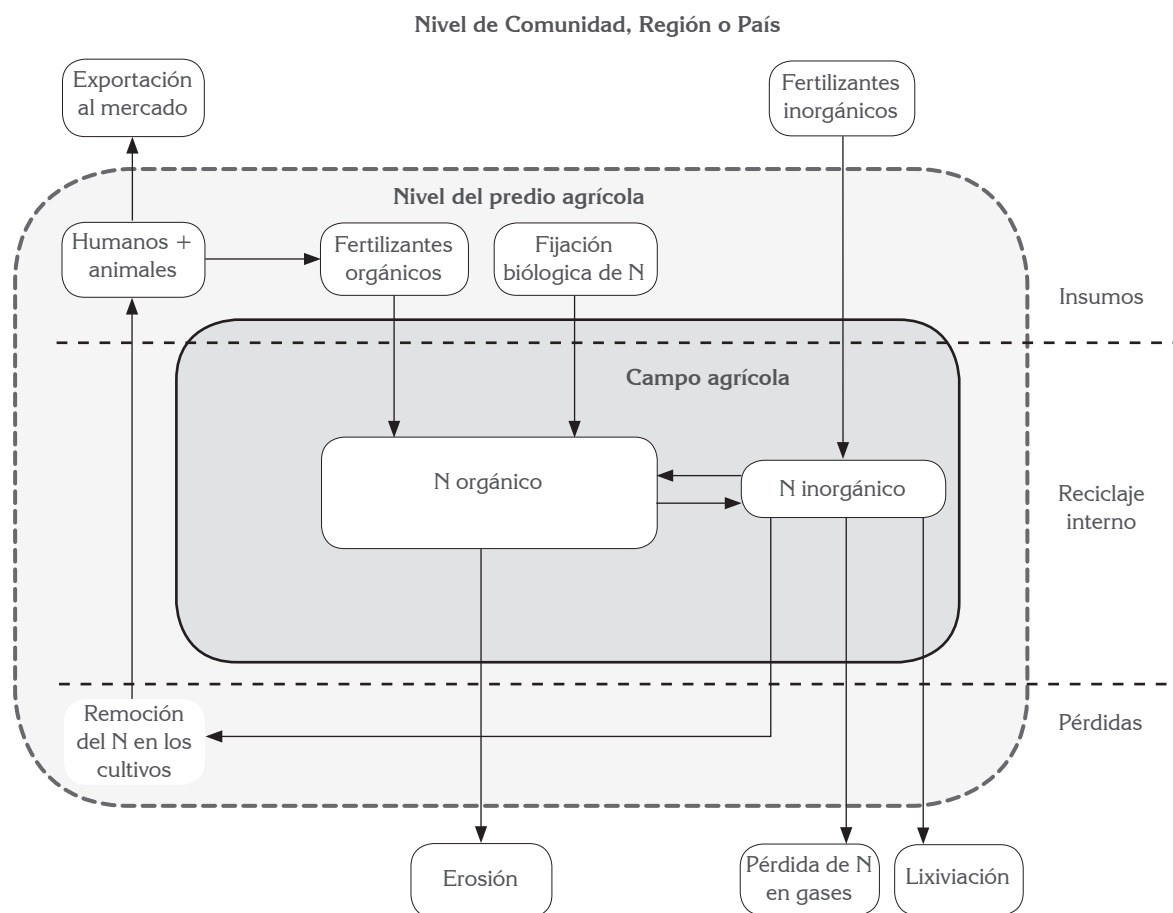 Nivel de Comunidad, Región o País
Exportación
al mercado
Fertilizantes
inorgánicos
Nivel del predio agrícola
Humanos +
animales
Fertilizantes
orgánicos
Fijación
biólogica de N
Insumos
Campo agrícola
N orgánico
N inorgánico
Reciclaje
interno
Remoción
del N en los
cultivos
Pérdidas
Erosión
Pérdida de N
en gases
Lixiviación